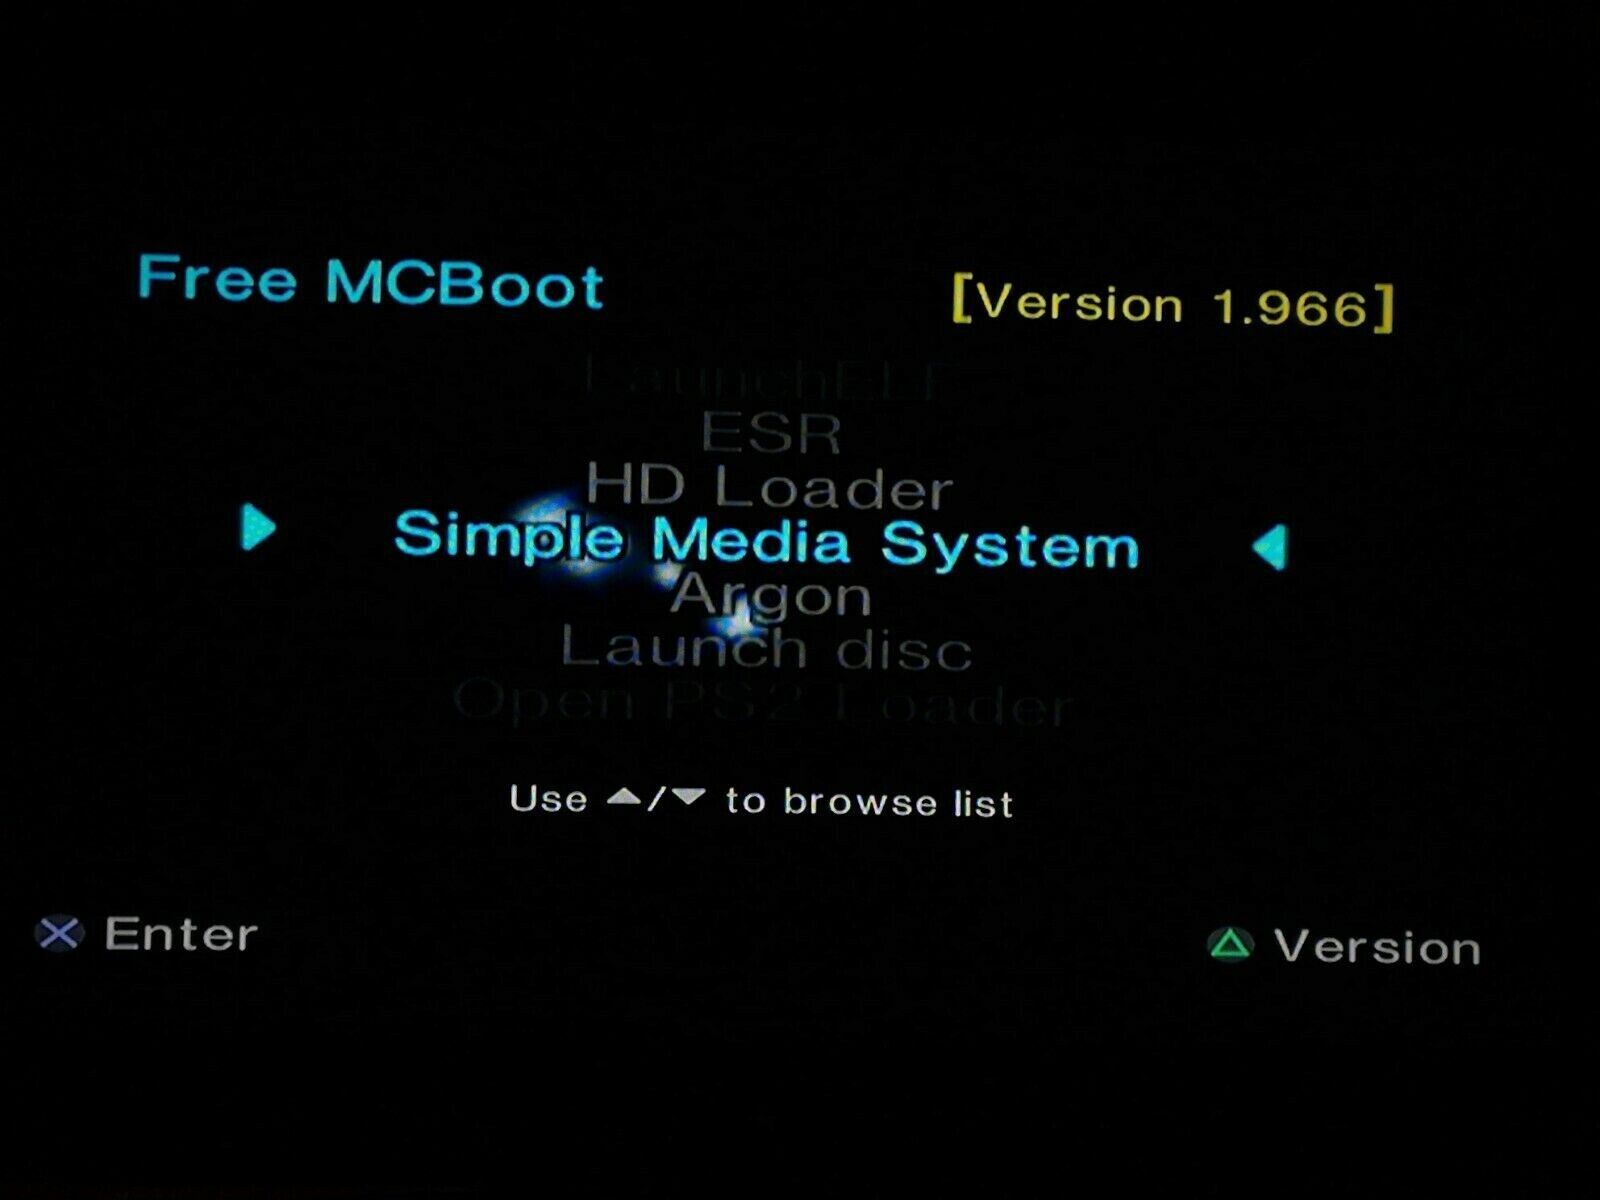 Free MCBoot
[Version 1.966]
LaunchELF
ESR
HD Loader
Simple Media System
Argon
Launch disc
Open PS2 Loader
Use ▲/▼ to browse list
Enter
Version